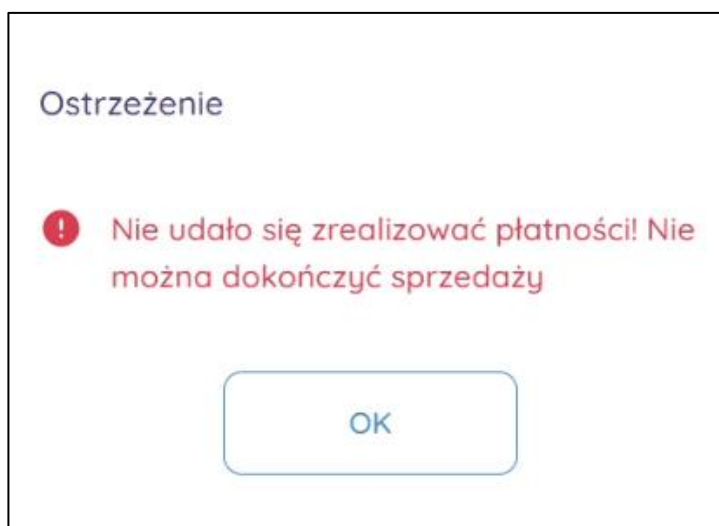 Ostrzeżenie
Nie udało się zrealizować płatności! Nie
można dokończyć sprzedaży
OK